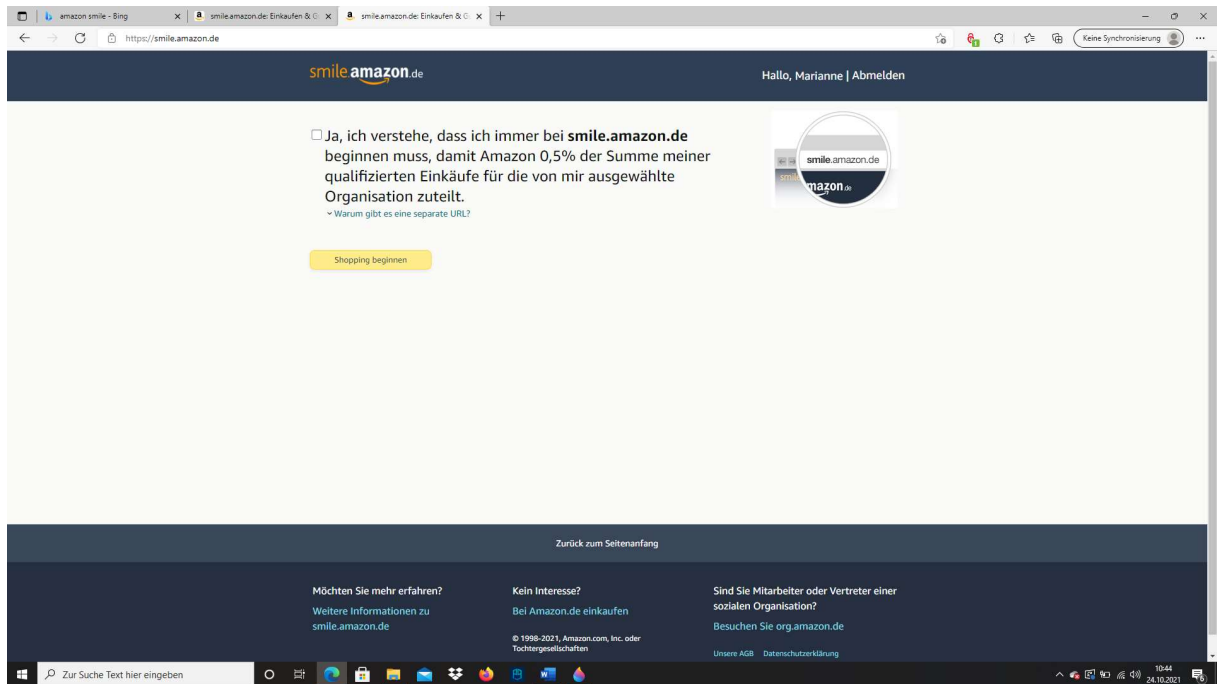 amazon smile - Bing
smile.amazon.de: Einkaufen & G
smile.amazon.de: Einkaufen & G
https://smile.amazon.de
Keine Synchronisierung
smile.amazon.de
Hallo, Marianne | Abmelden
Ja, ich verstehe, dass ich immer bei smile.amazon.de
beginnen muss, damit Amazon 0,5% der Summe meiner
qualifizierten Einkäufe für die von mir ausgewählte
Organisation zuteilt.
Warum gibt es eine separate URL?
smile.amazon.de
smile
mazon.de
Shopping beginnen
Zurück zum Seitenanfang
Möchten Sie mehr erfahren?
Weitere Informationen zu
smile.amazon.de
Kein Interesse?
Bei Amazon.de einkaufen
© 1998-2021, Amazon.com, Inc. oder
Tochtergesellschaften
Sind Sie Mitarbeiter oder Vertreter einer
sozialen Organisation?
Besuchen Sie org.amazon.de
Unsere AGB Datenschutzerklärung
Zur Suche Text hier eingeben
10:44
24.10.2021